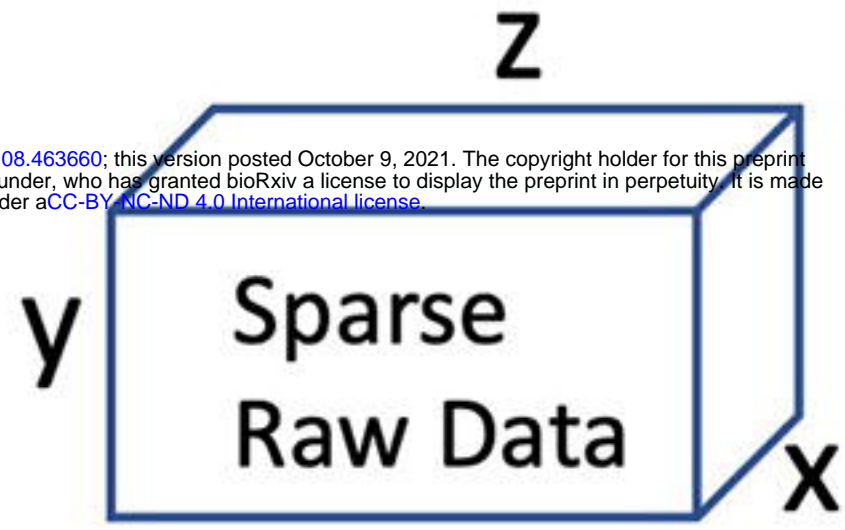 Z
08.463660; this version posted October 9, 2021. The copyright holder for this preprint
under, who has granted bioRxiv a license to display the preprint in perpetuity. It is made
der aCC-BY-NC-ND 4.0 International license.
y
Sparse
Raw Data
X